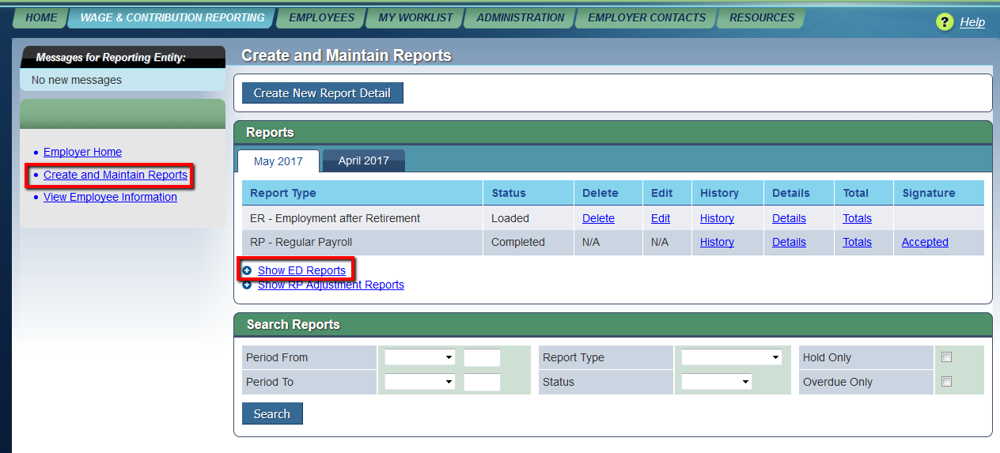 HOME WAGE & CONTRIBUTION REPORTING EMPLOYEES MY WORKLIST ADMINISTRATION EMPLOYER CONTACTS RESOURCES
? Help
Messages for Reporting Entity:
No new messages
Employer Home
Create and Maintain Reports
View Employee Information
Create and Maintain Reports
Create New Report Detail
Reports
May 2017 April 2017
Report Type Status Delete Edit History Details Total Signature
ER - Employment after Retirement Loaded Delete Edit History Details Totals
RP - Regular Payroll Completed N/A N/A History Details Totals Accepted
Show ED Reports
Show RP Adjustment Reports
Search Reports
Period From Report Type Hold Only
Period To Status Overdue Only
Search